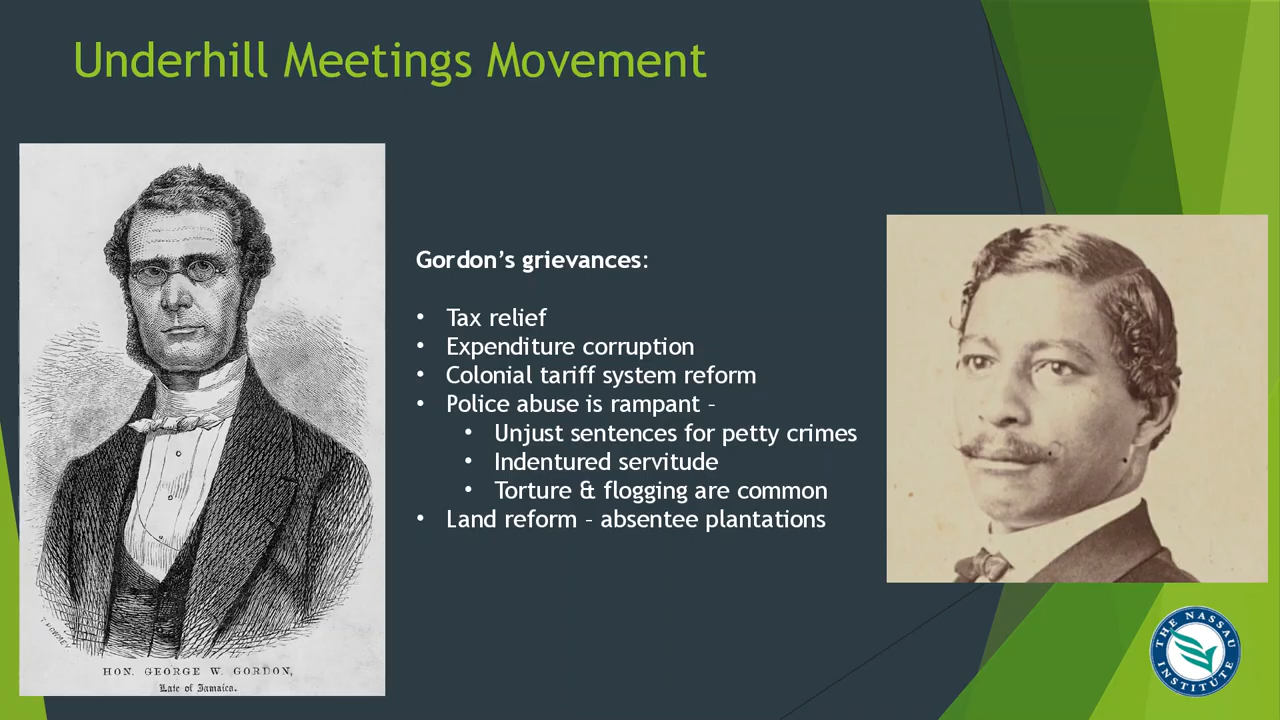 Underhill Meetings Movement
Gordon's grievances:
• Tax relief
• Expenditure corruption
• Colonial tariff system reform
• Police abuse is rampant –
• Unjust sentences for petty crimes
• Indentured servitude
• Torture & flogging are common
• Land reform – absentee plantations
HON. GEORGE W. GORDON,
Late of Jamaica.
THE NASSAU
INSTITUTE